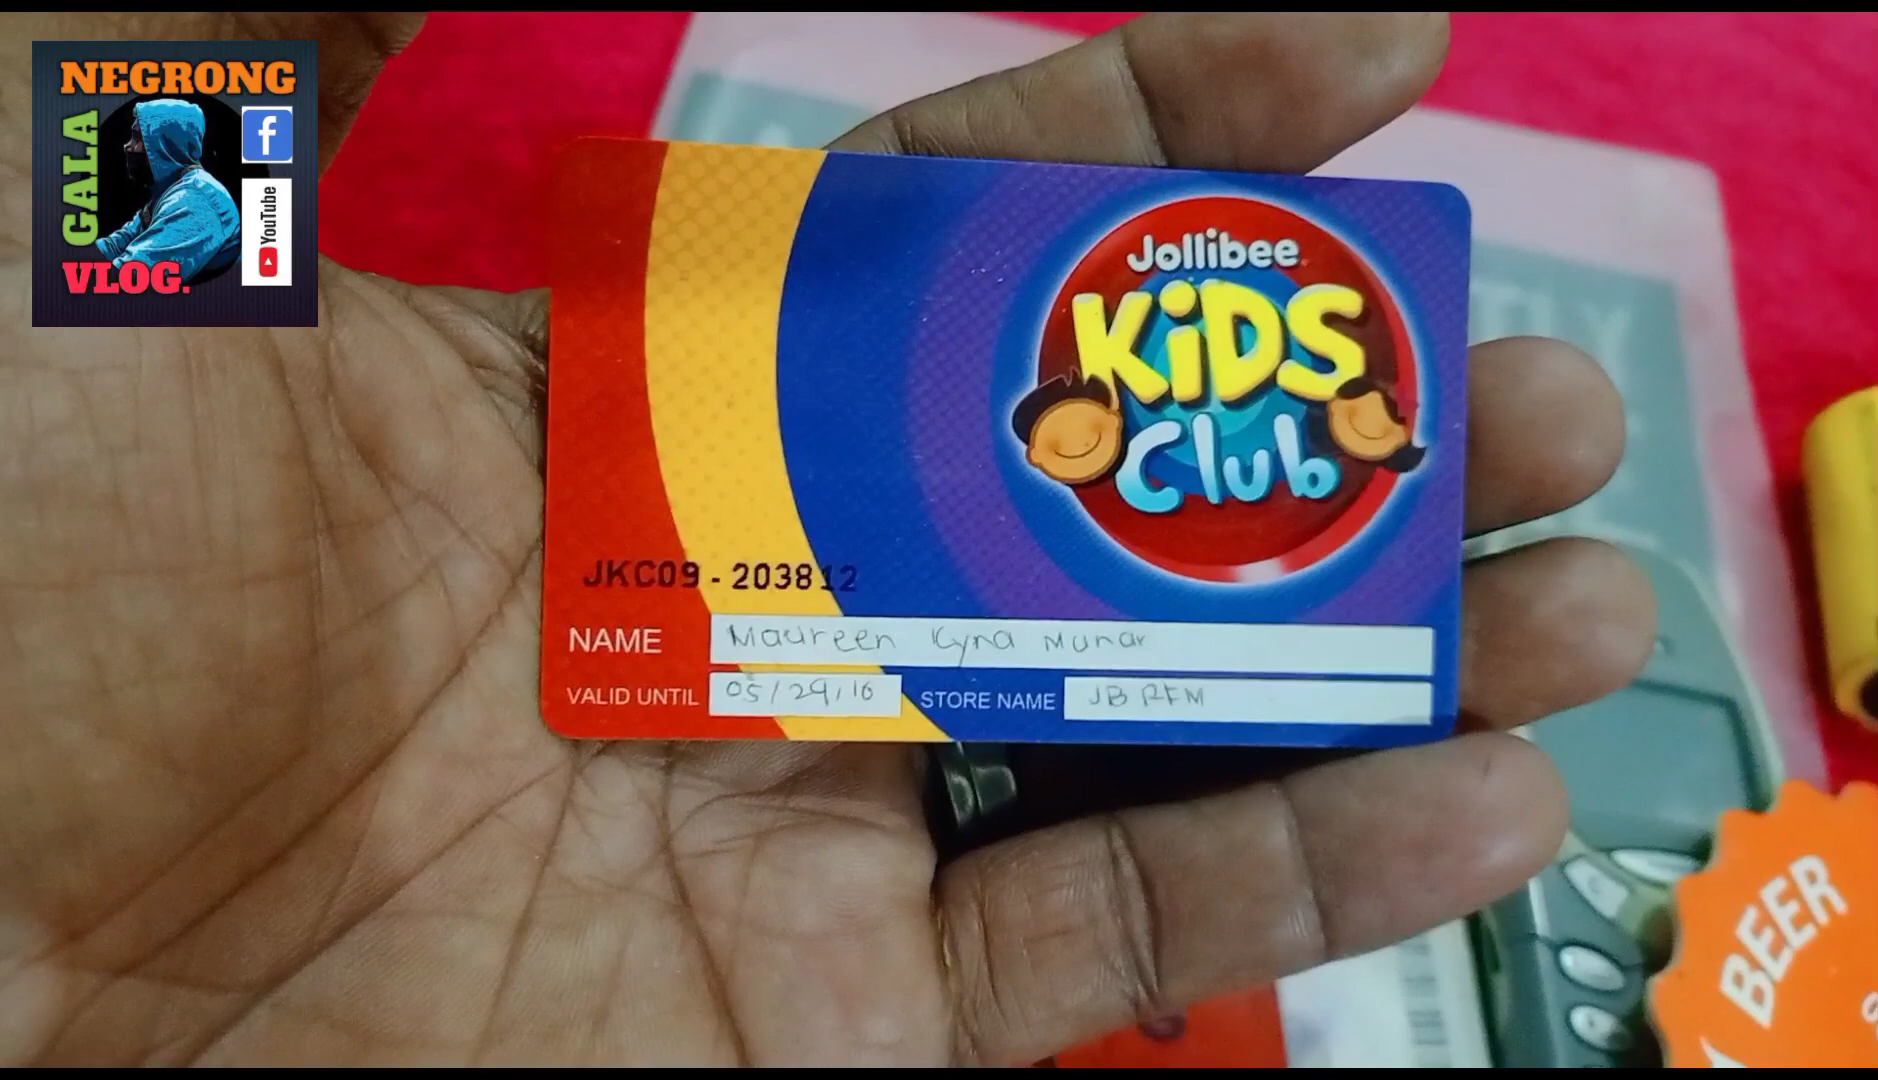 NEGRONG
GALA
VLOG.
f
YouTube
Jollibee
KiDS
Club
JKC09 - 203812
NAME Maureen Kyna Munar
VALID UNTIL 05/29/16 STORE NAME JB RFM
BEER